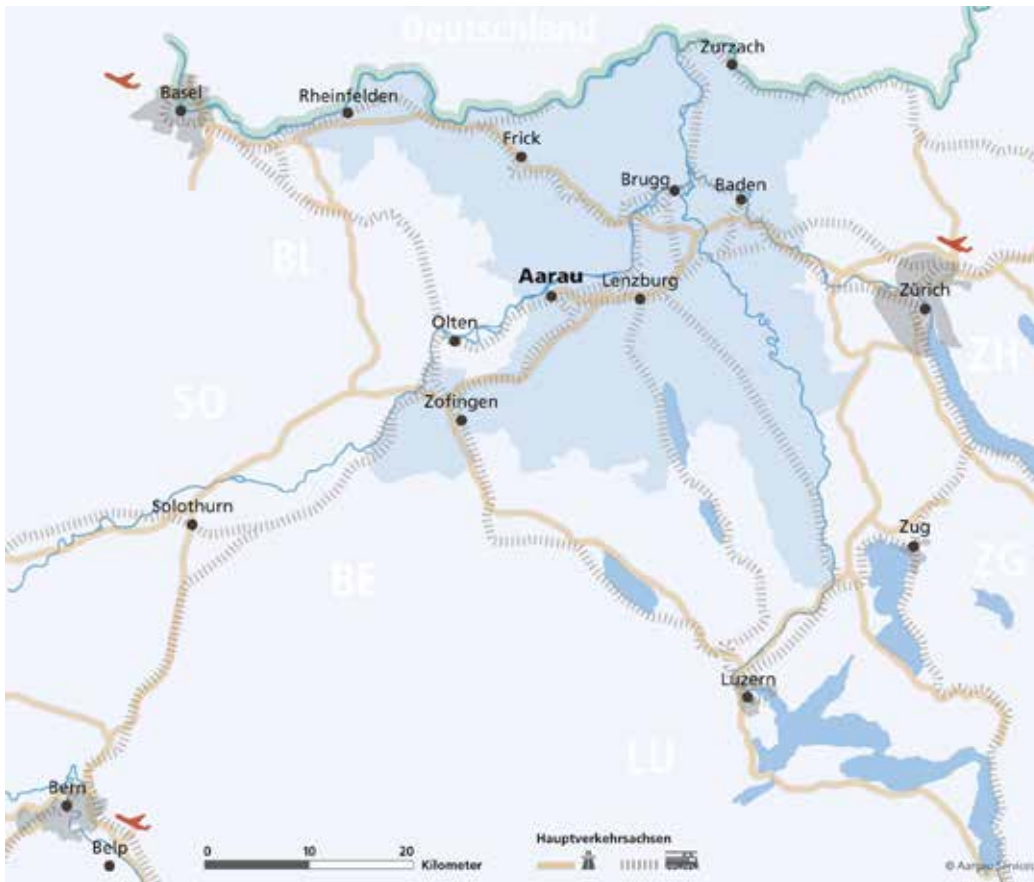 Deutschland
Zurzach
Basel
Rheinfelden
Frick
Brugg
Baden
BL
Aarau
Lenzburg
Zürich
Olten
ZH
SO
Zofingen
Solothurn
Zug
BE
ZG
Luzern
LU
Bern
Belp
Hauptverkehrsachsen
0 10 20
Kilometer
© Aargau Services